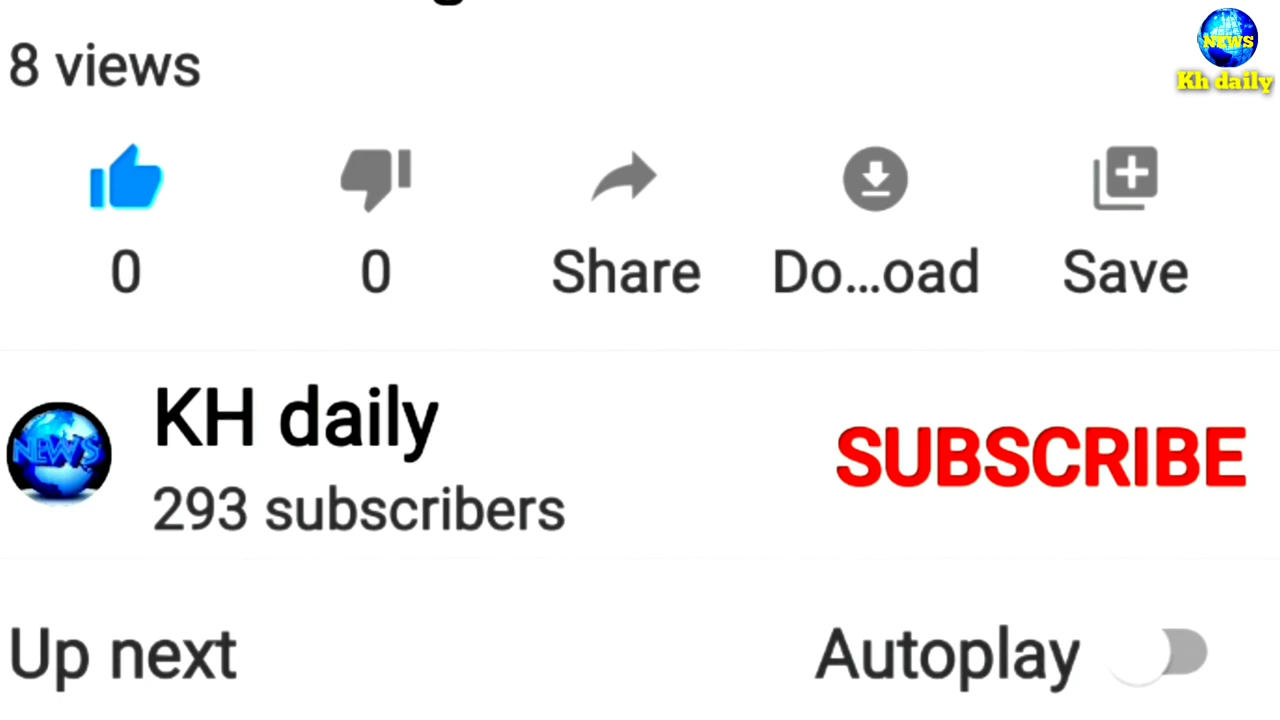 8 views
NEWS
Kh daily
0 0 Share Do...oad Save
NEWS
KH daily
SUBSCRIBE
293 subscribers
Up next Autoplay